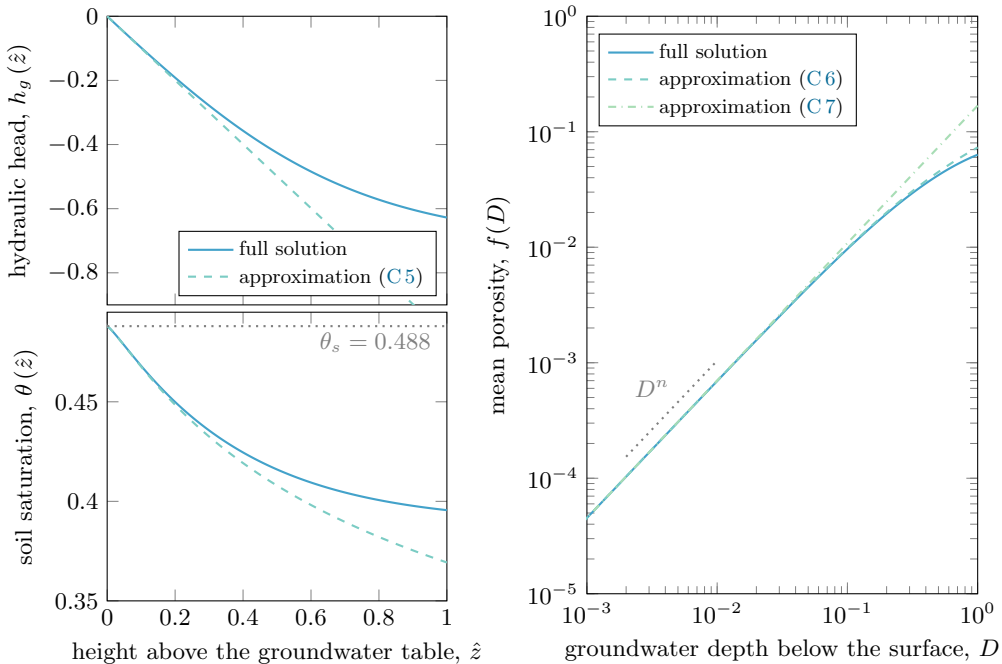 0
−0.2
−0.4
−0.6
−0.8
hydraulic head, h_g(ẑ)
full solution
approximation (C 5)
θ_s = 0.488
0.45
0.4
0.35
soil saturation, θ(ẑ)
0 0.2 0.4 0.6 0.8 1
height above the groundwater table, ẑ
10^0
10^−1
10^−2
10^−3
10^−4
10^−5
mean porosity, f(D)
full solution
approximation (C 6)
approximation (C 7)
D^n
10^−3 10^−2 10^−1 10^0
groundwater depth below the surface, D